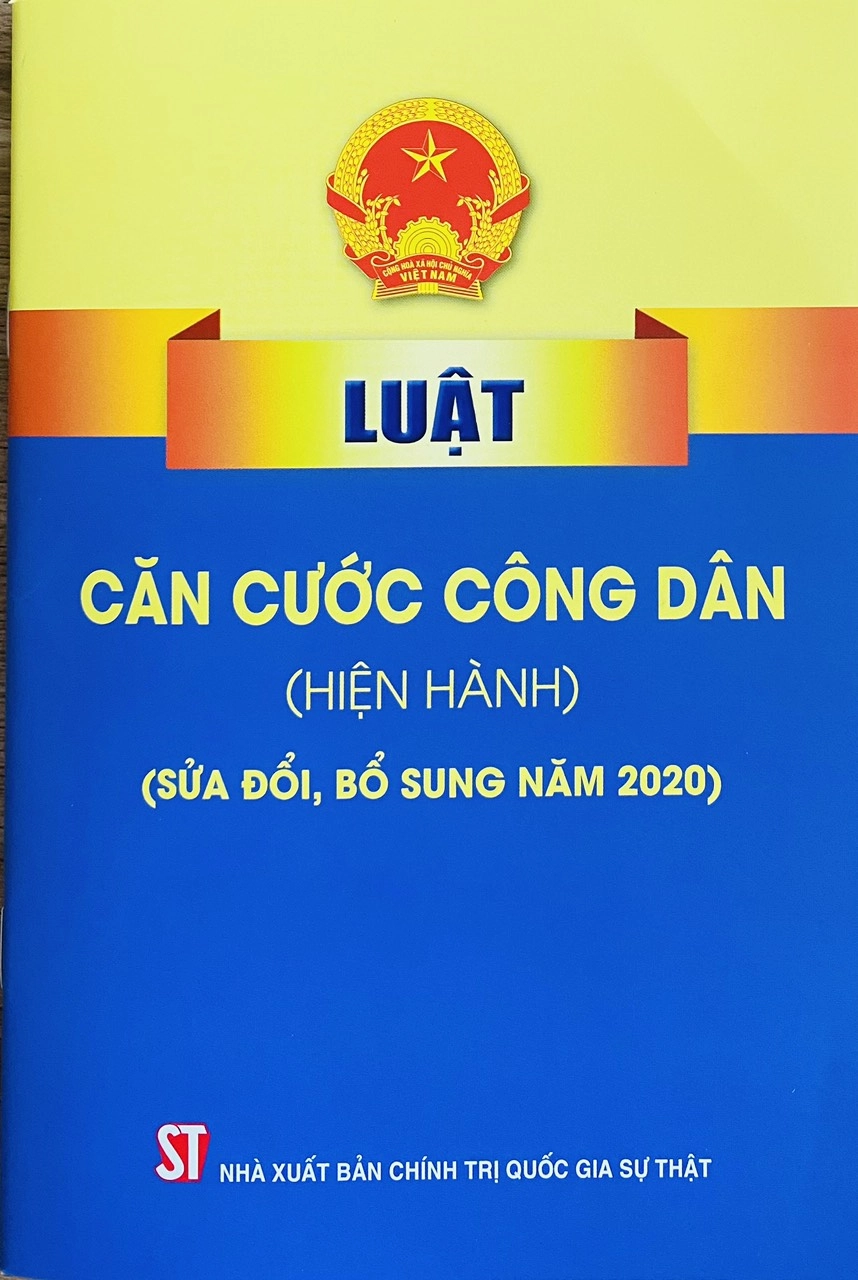 CỘNG HOÀ XÃ HỘI CHỦ NGHĨA
VIỆT NAM
LUẬT
CĂN CƯỚC CÔNG DÂN
(HIỆN HÀNH)
(SỬA ĐỔI, BỔ SUNG NĂM 2020)
ST NHÀ XUẤT BẢN CHÍNH TRỊ QUỐC GIA SỰ THẬT